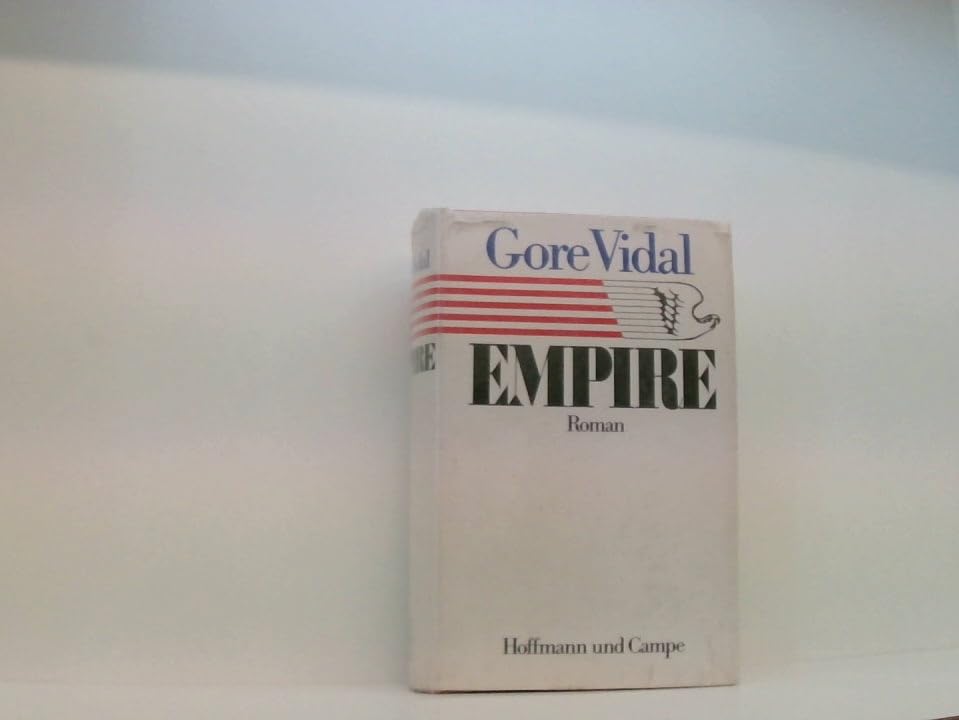 Gore Vidal
EMPIRE
Roman
Hoffmann und Campe